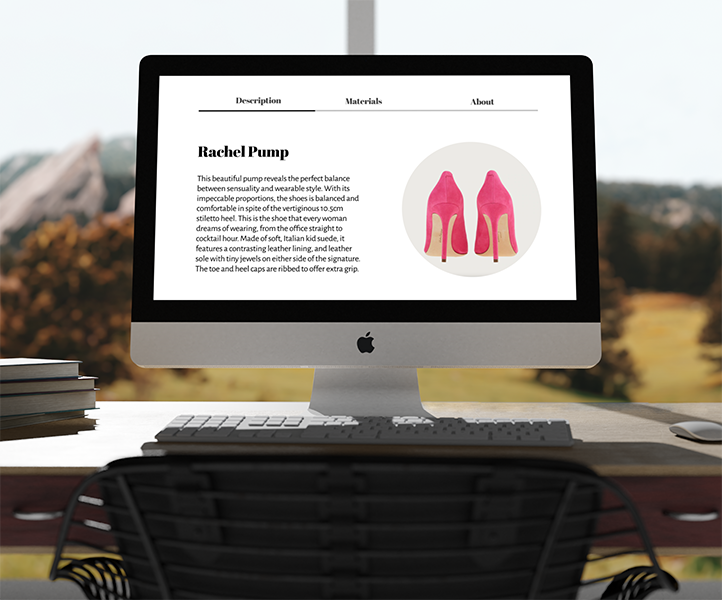 Description Materials About
Rachel Pump
This beautiful pump reveals the perfect balance
between sensuality and wearable style. With its
impeccable proportions, the shoes is balanced and
comfortable in spite of the vertiginous 10.5cm
stiletto heel. This is the shoe that every woman
dreams of wearing, from the office straight to
cocktail hour. Made of soft, Italian kid suede, it
features a contrasting leather lining, and leather
sole with tiny jewels on either side of the signature.
The toe and heel caps are ribbed to offer extra grip.